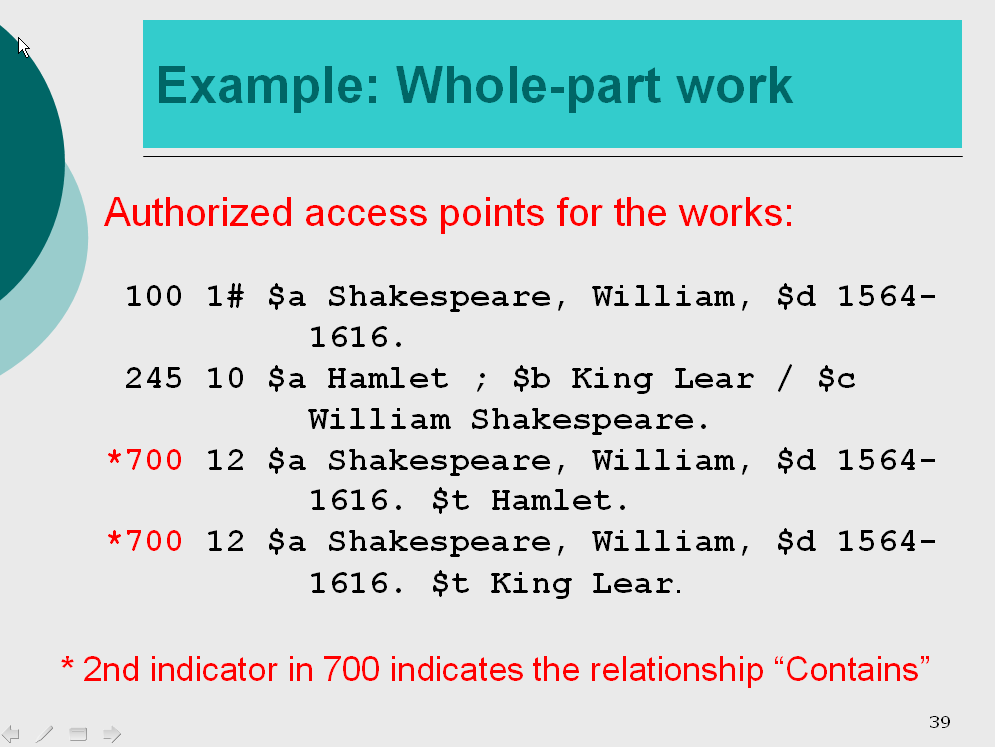 Example: Whole-part work
Authorized access points for the works:
100 1# $a Shakespeare, William, $d 1564-
1616.
245 10 $a Hamlet ; $b King Lear / $c
William Shakespeare.
*700 12 $a Shakespeare, William, $d 1564-
1616. $t Hamlet.
*700 12 $a Shakespeare, William, $d 1564-
1616. $t King Lear.
* 2nd indicator in 700 indicates the relationship “Contains”
39